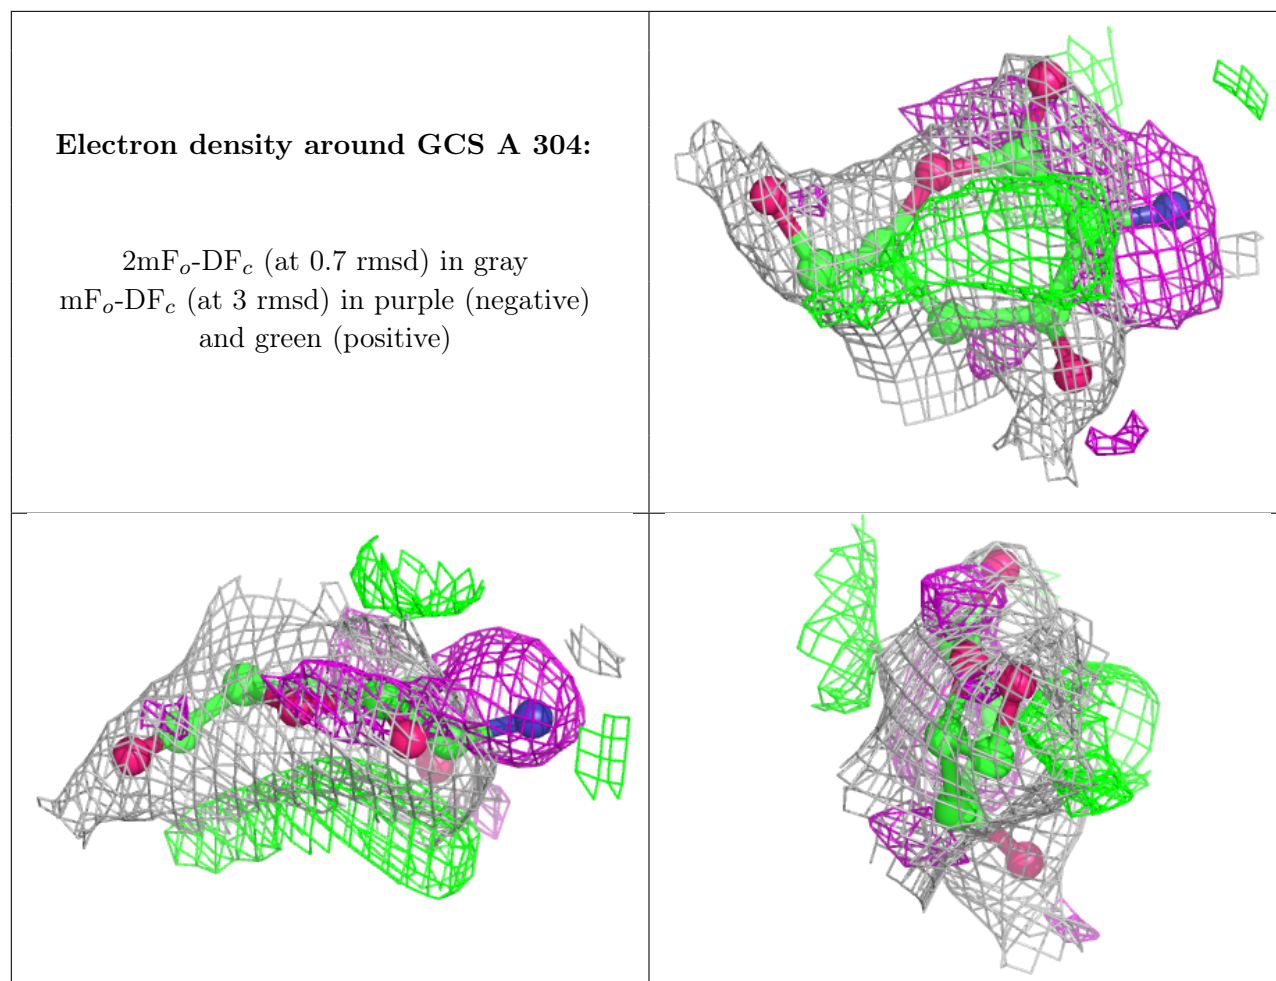 Electron density around GCS A 304:
2mFₒ-DF𝒸 (at 0.7 rmsd) in gray
mFₒ-DF𝒸 (at 3 rmsd) in purple (negative)
and green (positive)